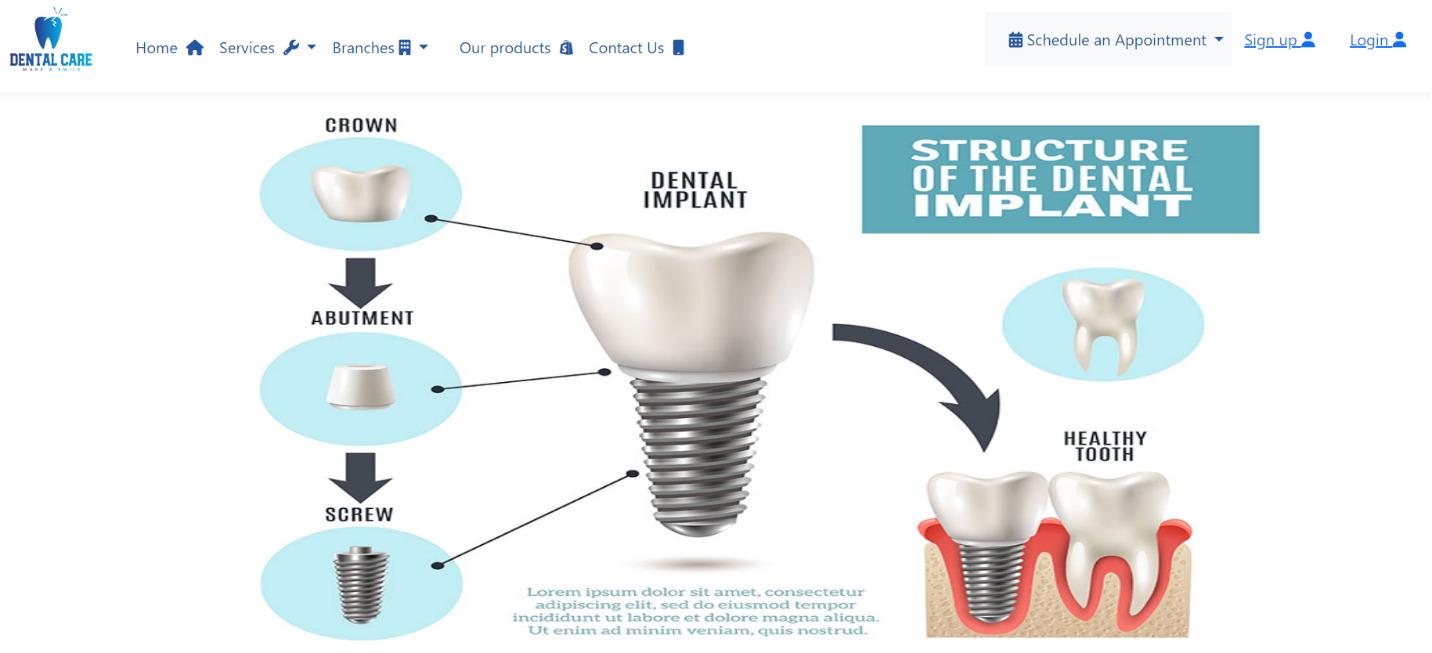 DENTAL CARE
MAKE A SMILE
Home
Services
Branches
Our products
Contact Us
Schedule an Appointment
Sign up
Login
CROWN
ABUTMENT
SCREW
DENTAL
IMPLANT
STRUCTURE
OF THE DENTAL
IMPLANT
HEALTHY
TOOTH
Lorem ipsum dolor sit amet, consectetur
adipiscing elit, sed do eiusmod tempor
incididunt ut labore et dolore magna aliqua.
Ut enim ad minim veniam, quis nostrud.